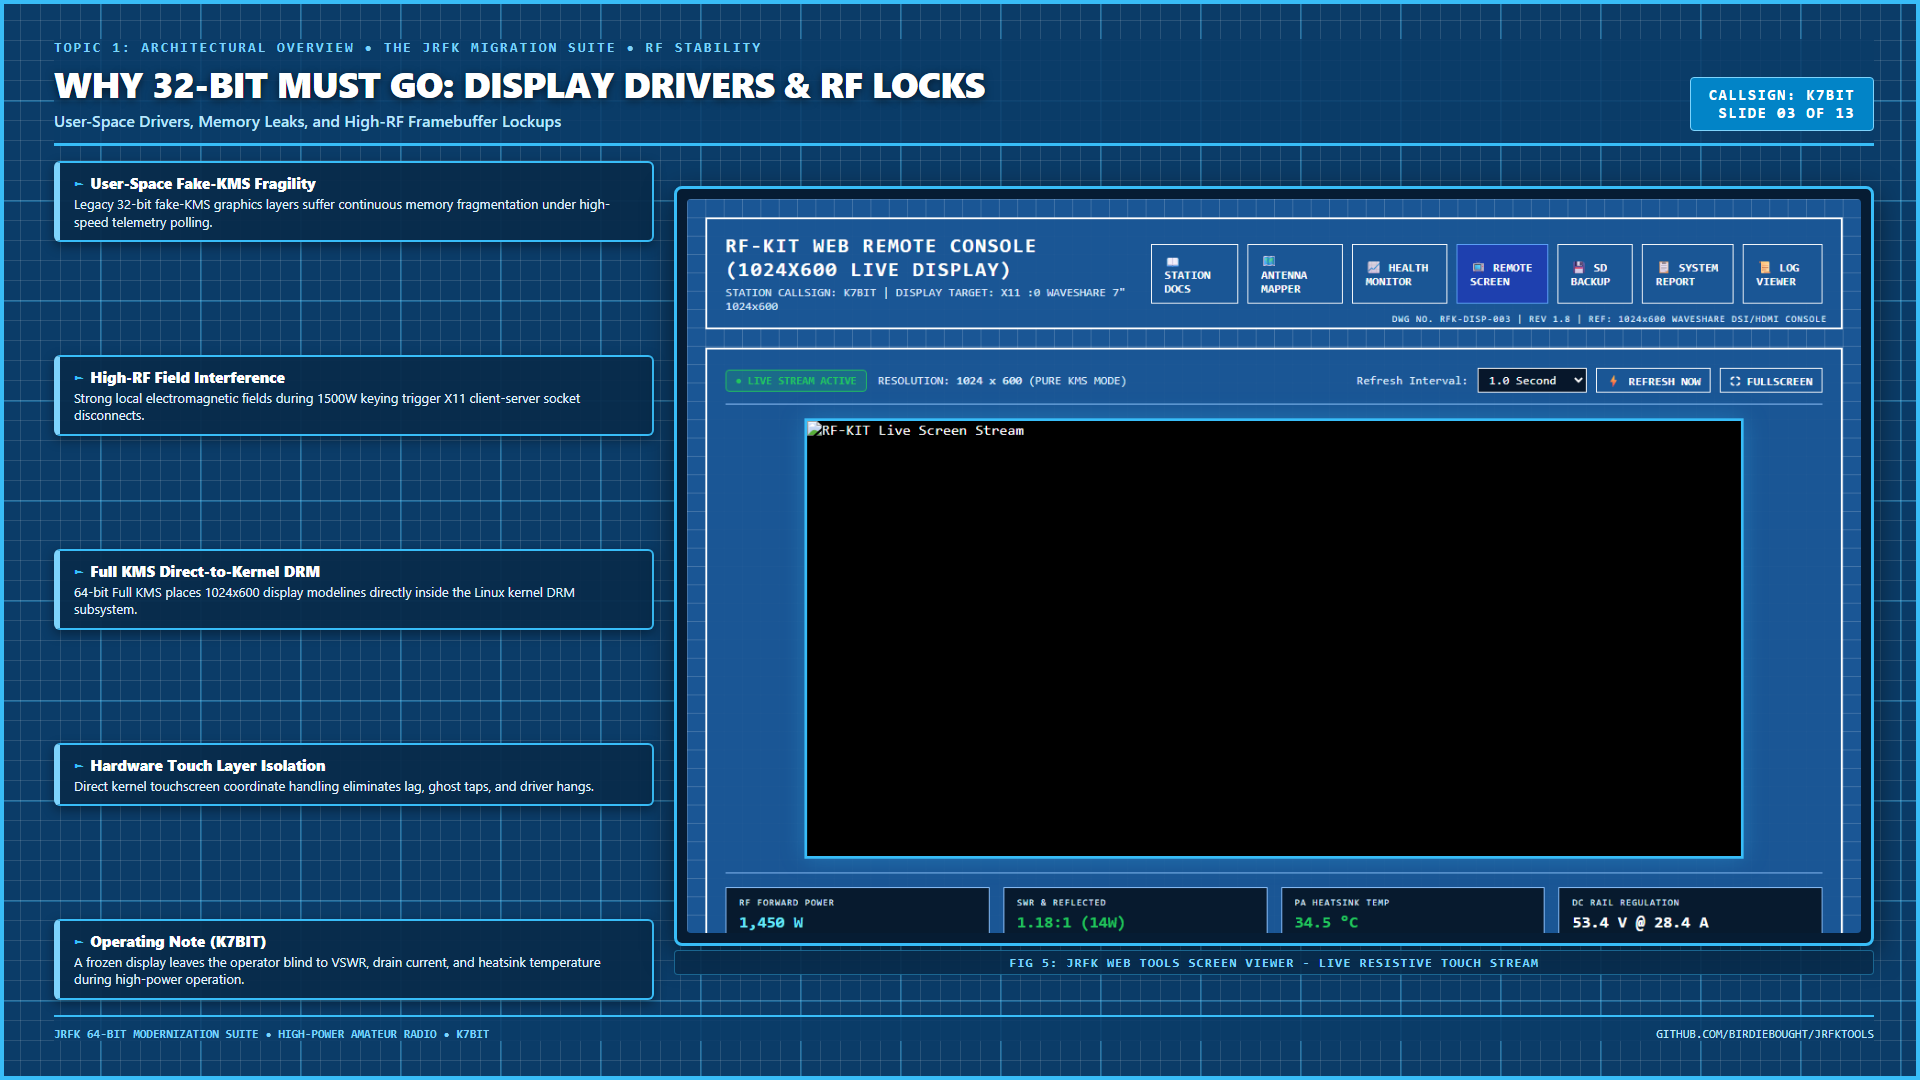 TOPIC 1: ARCHITECTURAL OVERVIEW • THE JRFK MIGRATION SUITE • RF STABILITY
WHY 32-BIT MUST GO: DISPLAY DRIVERS & RF LOCKS
User-Space Drivers, Memory Leaks, and High-RF Framebuffer Lockups
CALLSIGN: K7BIT
SLIDE 03 OF 13
► User-Space Fake-KMS Fragility
Legacy 32-bit fake-KMS graphics layers suffer continuous memory fragmentation under high-
speed telemetry polling.
► High-RF Field Interference
Strong local electromagnetic fields during 1500W keying trigger X11 client-server socket
disconnects.
► Full KMS Direct-to-Kernel DRM
64-bit Full KMS places 1024x600 display modelines directly inside the Linux kernel DRM
subsystem.
► Hardware Touch Layer Isolation
Direct kernel touchscreen coordinate handling eliminates lag, ghost taps, and driver hangs.
► Operating Note (K7BIT)
A frozen display leaves the operator blind to VSWR, drain current, and heatsink temperature
during high-power operation.
RF-KIT WEB REMOTE CONSOLE
(1024X600 LIVE DISPLAY)
STATION CALLSIGN: K7BIT | DISPLAY TARGET: X11 :0 WAVESHARE 7"
1024x600
STATION
DOCS
ANTENNA
MAPPER
HEALTH
MONITOR
REMOTE
SCREEN
SD
BACKUP
SYSTEM
REPORT
LOG
VIEWER
DWG NO. RFK-DISP-003 | REV 1.8 | REF: 1024x600 WAVESHARE DSI/HDMI CONSOLE
● LIVE STREAM ACTIVE
RESOLUTION: 1024 x 600 (PURE KMS MODE)
Refresh Interval:
1.0 Second
REFRESH NOW
FULLSCREEN
RF-KIT Live Screen Stream
RF FORWARD POWER
1,450 W
SWR & REFLECTED
1.18:1 (14W)
PA HEATSINK TEMP
34.5 °C
DC RAIL REGULATION
53.4 V @ 28.4 A
FIG 5: JRFK WEB TOOLS SCREEN VIEWER - LIVE RESISTIVE TOUCH STREAM
JRFK 64-BIT MODERNIZATION SUITE • HIGH-POWER AMATEUR RADIO • K7BIT
GITHUB.COM/BIRDIEBOUGHT/JRFKTOOLS